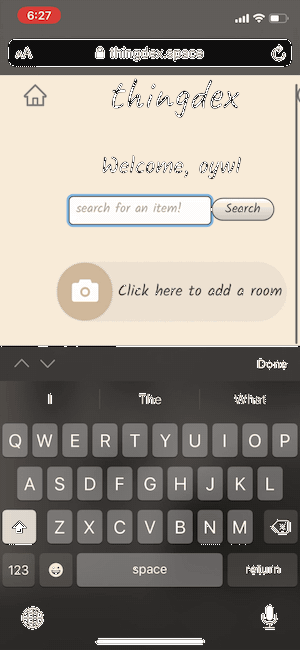 6:27
AA thingdex.space
thingdex
Welcome, oywl
search for an item! Search
Click here to add a room
Done
I The What
Q W E R T Y U I O P
A S D F G H J K L
Z X C V B N M
123 space return